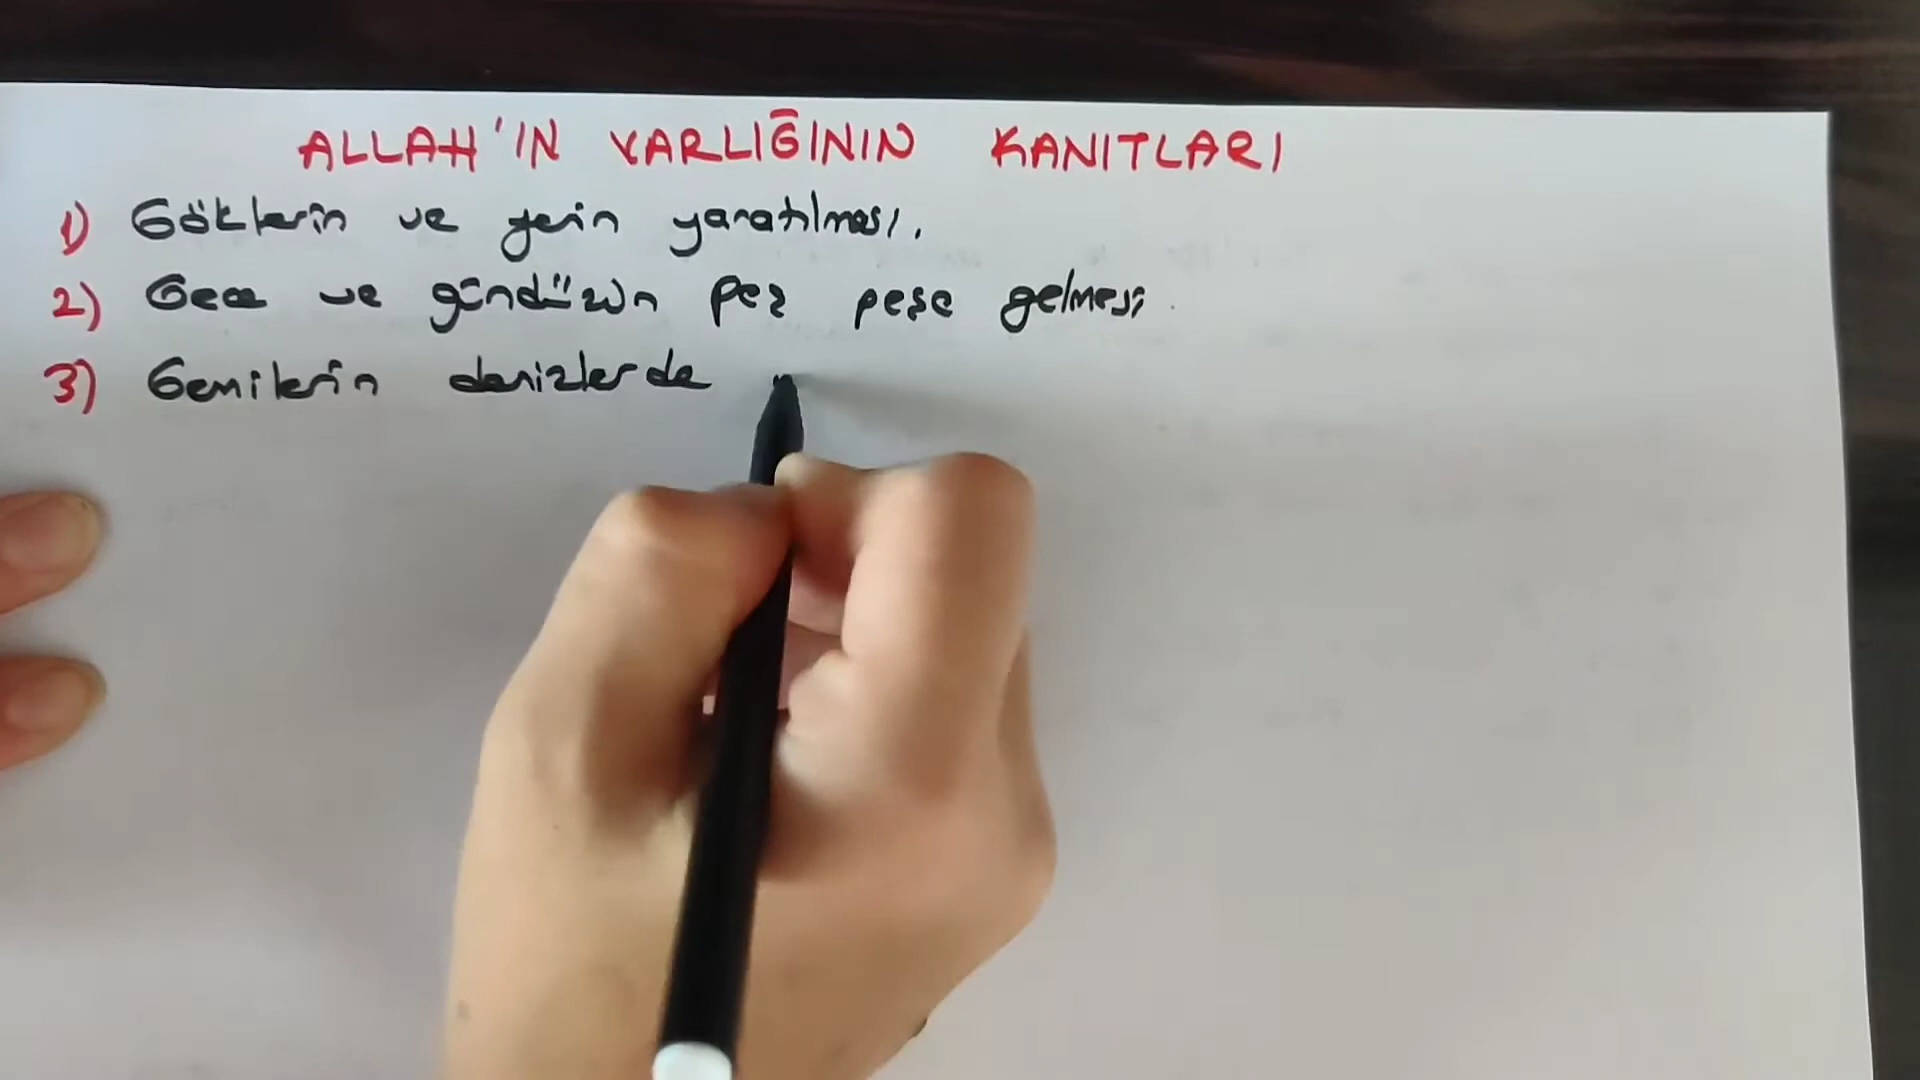 ALLAH'IN VARLIĞININ KANITLARI
1) Göklerin ve yerin yaratılması.
2) Gece ve gündüzün peş peşe gelmesi.
3) Gemilerin denizlerde